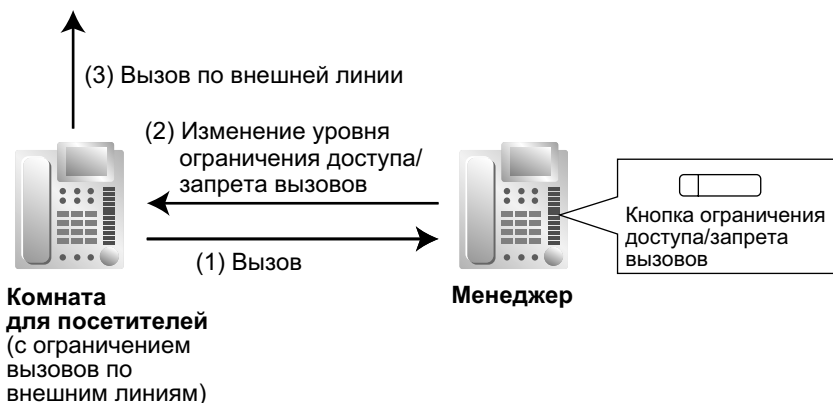 (3) Вызов по внешней линии
(2) Изменение уровня
ограничения доступа/
запрета вызовов
(1) Вызов
Кнопка ограничения
доступа/запрета
вызовов
Комната
для посетителей
(с ограничением
вызовов по
внешним линиям)
Менеджер